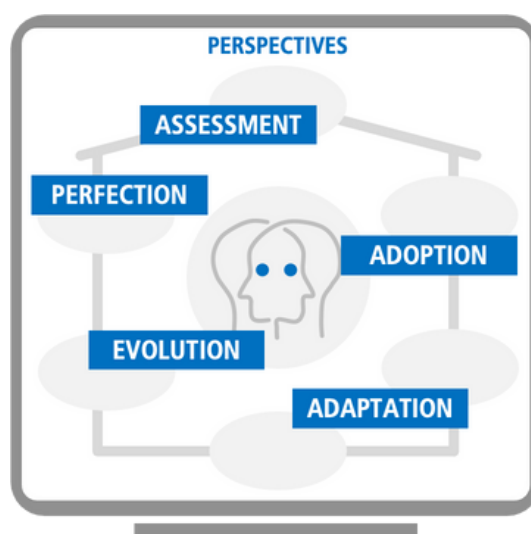 PERSPECTIVES
ASSESSMENT
PERFECTION
ADOPTION
EVOLUTION
ADAPTATION